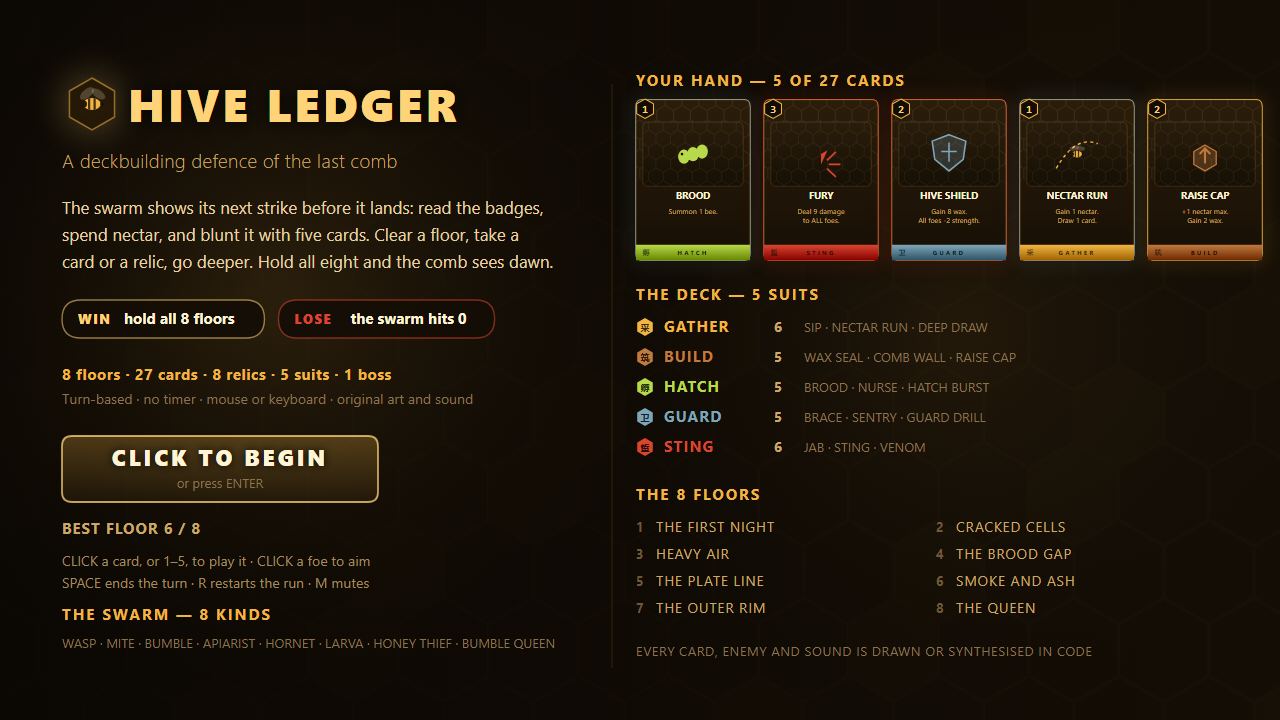 HIVE LEDGER
A deckbuilding defence of the last comb
The swarm shows its next strike before it lands: read the badges,
spend nectar, and blunt it with five cards. Clear a floor, take a
card or a relic, go deeper. Hold all eight and the comb sees dawn.
WIN hold all 8 floors
LOSE the swarm hits 0
8 floors · 27 cards · 8 relics · 5 suits · 1 boss
Turn-based · no timer · mouse or keyboard · original art and sound
CLICK TO BEGIN
or press ENTER
BEST FLOOR 6 / 8
CLICK a card, or 1–5, to play it · CLICK a foe to aim
SPACE ends the turn · R restarts the run · M mutes
THE SWARM — 8 KINDS
WASP · MITE · BUMBLE · APIARIST · HORNET · LARVA · HONEY THIEF · BUMBLE QUEEN
YOUR HAND — 5 OF 27 CARDS
1
BROOD
Summon 1 bee.
孵 HATCH
3
FURY
Deal 9 damage
to ALL foes.
STING
2
HIVE SHIELD
Gain 8 wax.
All foes -2 strength.
卫 GUARD
1
NECTAR RUN
Gain 1 nectar.
Draw 1 card.
采 GATHER
2
RAISE CAP
+1 nectar max.
Gain 2 wax.
筑 BUILD
THE DECK — 5 SUITS
采 GATHER 6 SIP · NECTAR RUN · DEEP DRAW
筑 BUILD 5 WAX SEAL · COMB WALL · RAISE CAP
孵 HATCH 5 BROOD · NURSE · HATCH BURST
卫 GUARD 5 BRACE · SENTRY · GUARD DRILL
STING 6 JAB · STING · VENOM
THE 8 FLOORS
1 THE FIRST NIGHT
2 CRACKED CELLS
3 HEAVY AIR
4 THE BROOD GAP
5 THE PLATE LINE
6 SMOKE AND ASH
7 THE OUTER RIM
8 THE QUEEN
EVERY CARD, ENEMY AND SOUND IS DRAWN OR SYNTHESISED IN CODE